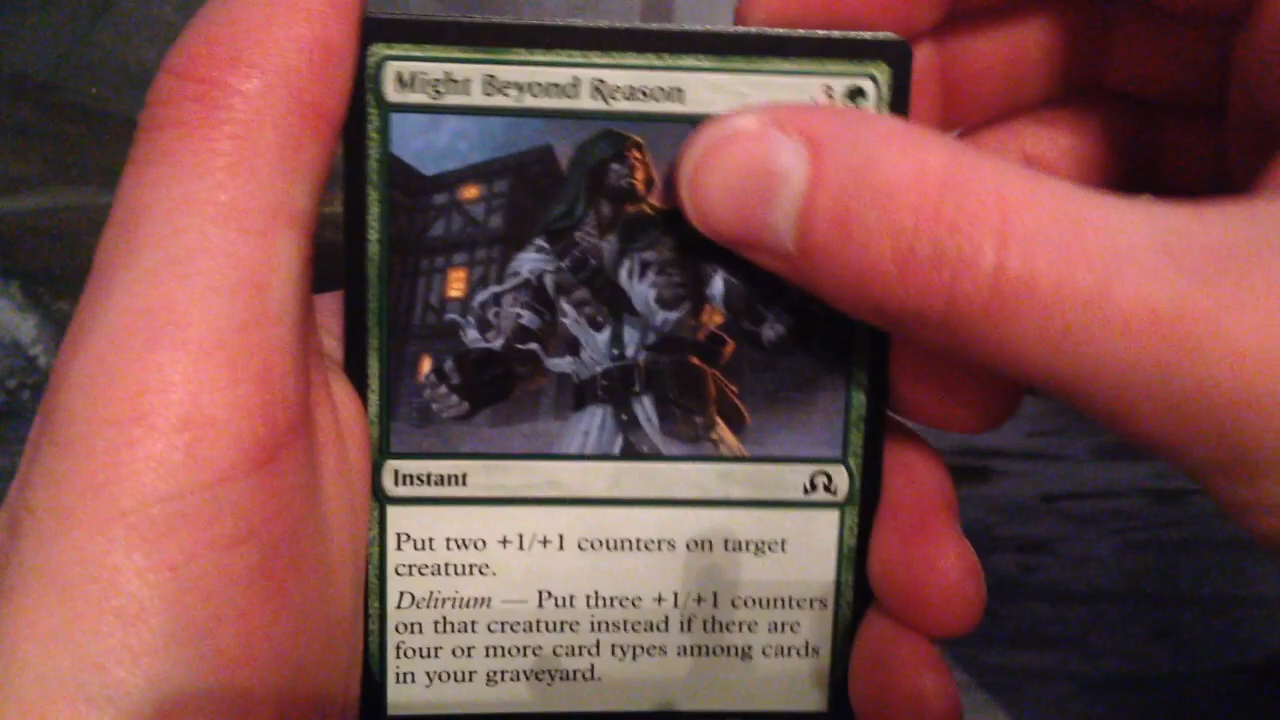 Might Beyond Reason 3
Instant
Put two +1/+1 counters on target
creature.
Delirium — Put three +1/+1 counters
on that creature instead if there are
four or more card types among cards
in your graveyard.